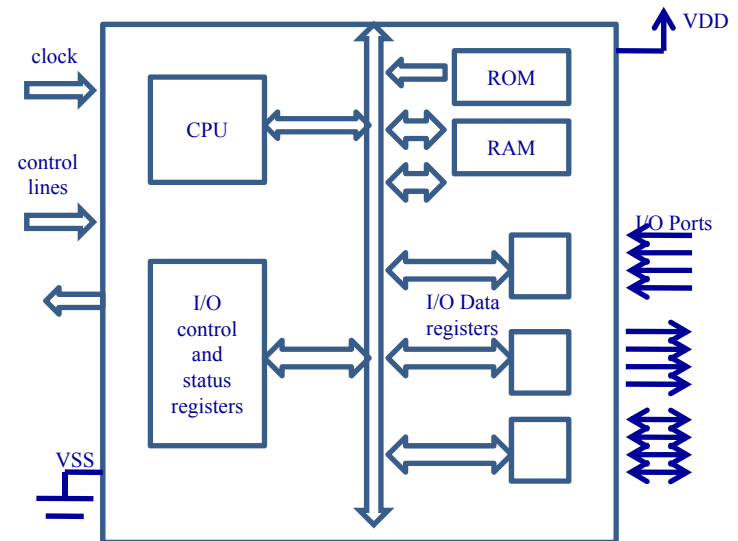 VDD
clock
ROM
CPU
RAM
control
lines
I/O Ports
I/O
control
and
status
registers
I/O Data
registers
VSS